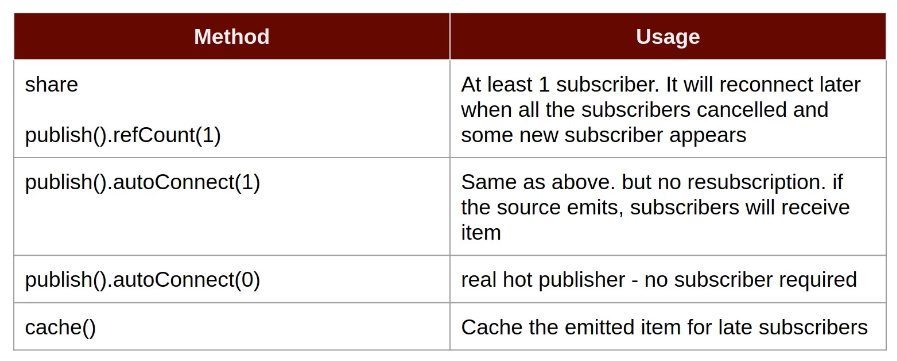 Method
Usage
share
publish().refCount(1)
At least 1 subscriber. It will reconnect later
when all the subscribers cancelled and
some new subscriber appears
publish().autoConnect(1)
Same as above. but no resubscription. if
the source emits, subscribers will receive
item
publish().autoConnect(0)
real hot publisher - no subscriber required
cache()
Cache the emitted item for late subscribers